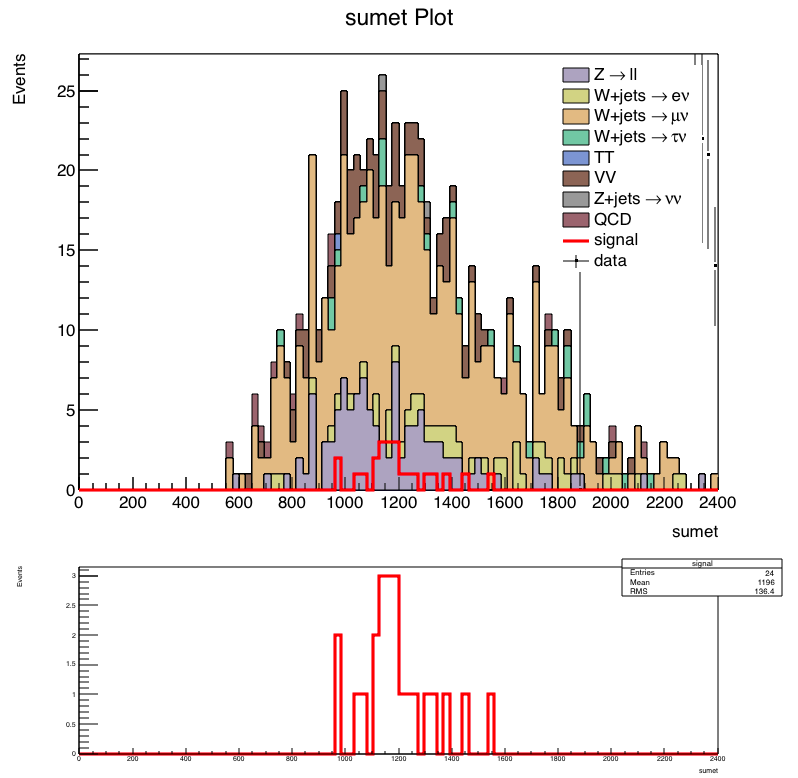 sumet Plot
Events
25
20
15
10
5
0
Z → ll
W+jets → eν
W+jets → μν
W+jets → τν
TT
VV
Z+jets → νν
QCD
signal
data
0 200 400 600 800 1000 1200 1400 1600 1800 2000 2200 2400
sumet
Events
signal
Entries 24
Mean 1196
RMS 136.4
3
2.5
2
1.5
1
0.5
0
0 200 400 600 800 1000 1200 1400 1600 1800 2000 2200 2400
sumet